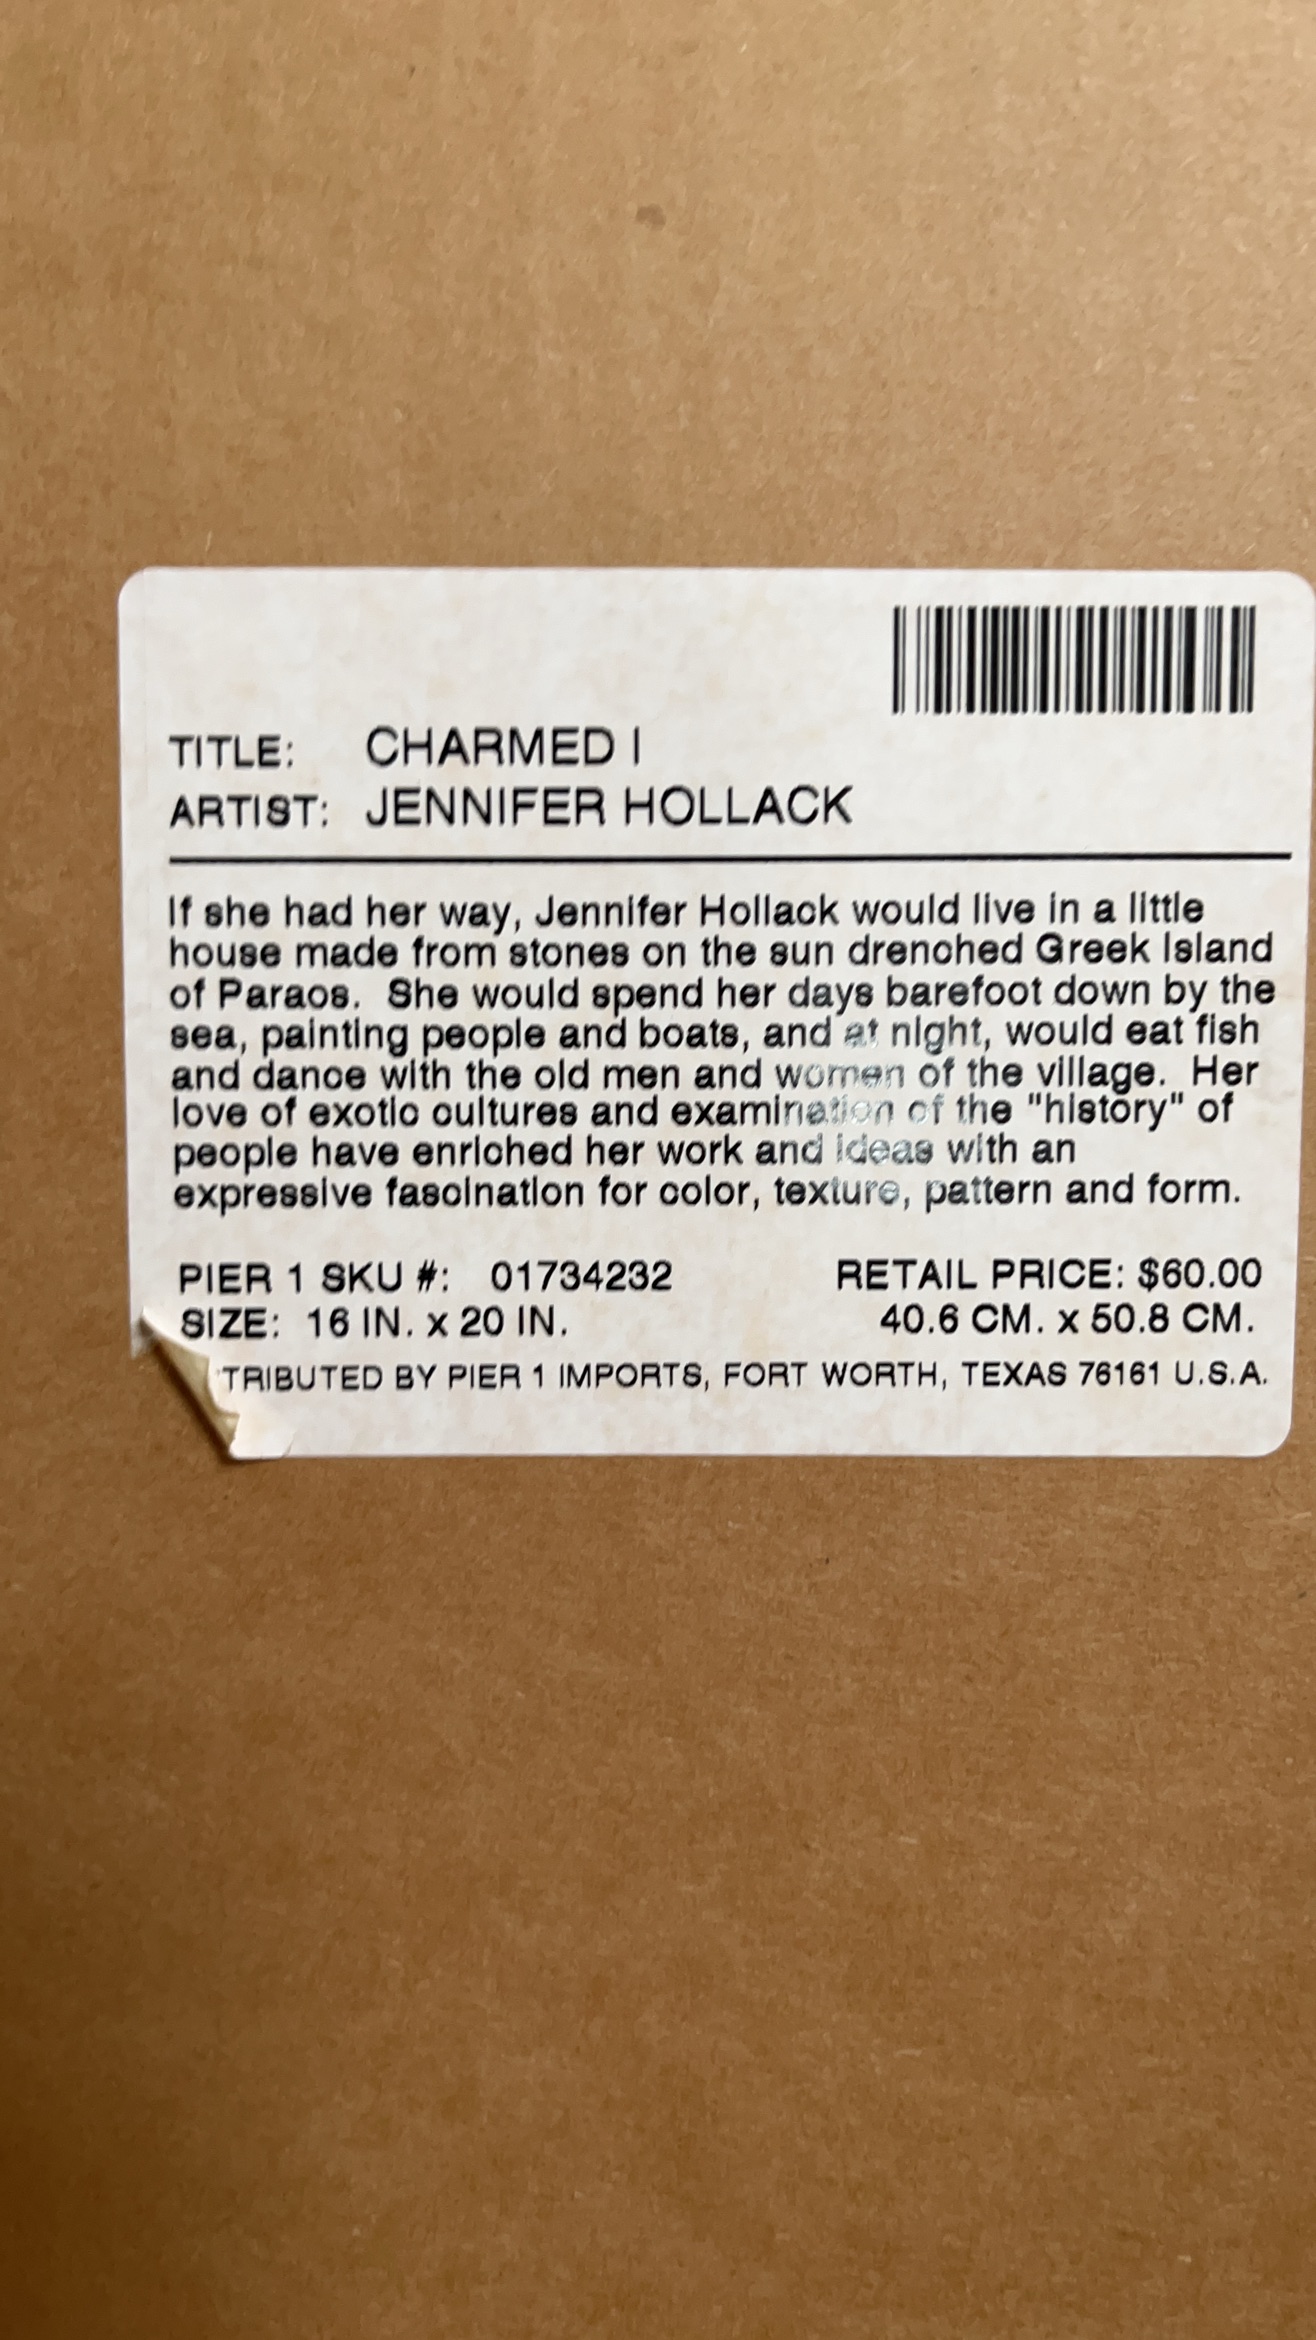 TITLE: CHARMED I
ARTIST: JENNIFER HOLLACK
If she had her way, Jennifer Hollack would live in a little
house made from stones on the sun drenched Greek Island
of Paraos. She would spend her days barefoot down by the
sea, painting people and boats, and at night, would eat fish
and dance with the old men and women of the village. Her
love of exotic cultures and examination of the "history" of
people have enriched her work and ideas with an
expressive fascination for color, texture, pattern and form.
PIER 1 SKU #: 01734232 RETAIL PRICE: $60.00
SIZE: 16 IN. x 20 IN. 40.6 CM. x 50.8 CM.
TRIBUTED BY PIER 1 IMPORTS, FORT WORTH, TEXAS 76161 U.S.A.